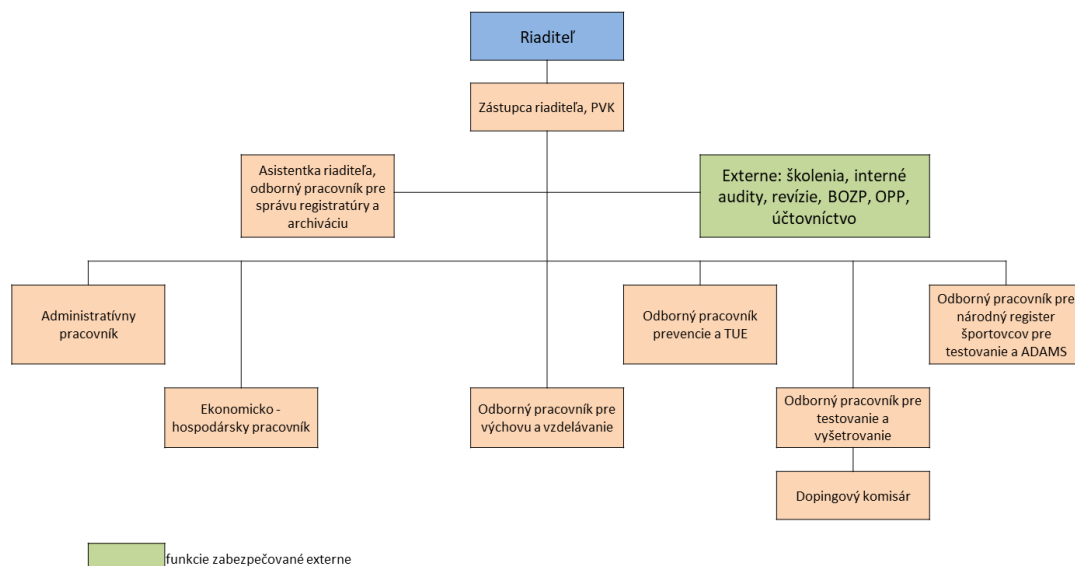 Riaditeľ
Zástupca riaditeľa, PVK
Asistentka riaditeľa,
odborný pracovník pre
správu registratúry a
archiváciu
Externe: školenia, interné
audity, revízie, BOZP, OPP,
účtovníctvo
Administratívny
pracovník
Odborný pracovník
prevencie a TUE
Odborný pracovník pre
národný register
športovcov pre
testovanie a ADAMS
Ekonomicko -
hospodársky pracovník
Odborný pracovník pre
výchovu a vzdelávanie
Odborný pracovník pre
testovanie a
vyšetrovanie
Dopingový komisár
funkcie zabezpečované externe